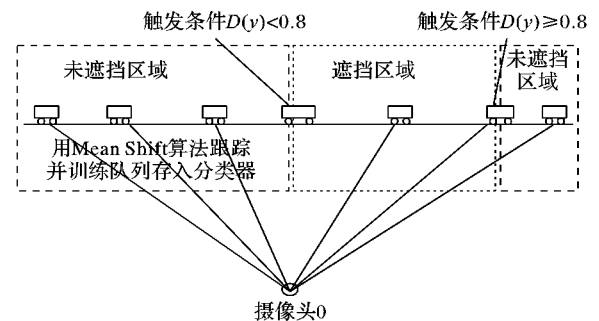 触发条件D(y)<0.8
触发条件D(y)≥0.8
未遮挡区域
遮挡区域
未遮挡
区域
用Mean Shift算法跟踪
并训练队列存入分类器
摄像头0